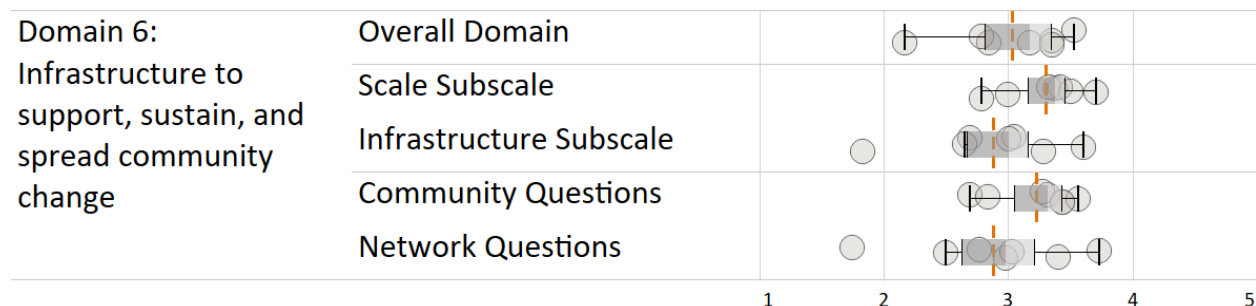 Domain 6:
Infrastructure to
support, sustain, and
spread community
change
Overall Domain
Scale Subscale
Infrastructure Subscale
Community Questions
Network Questions
1 2 3 4 5